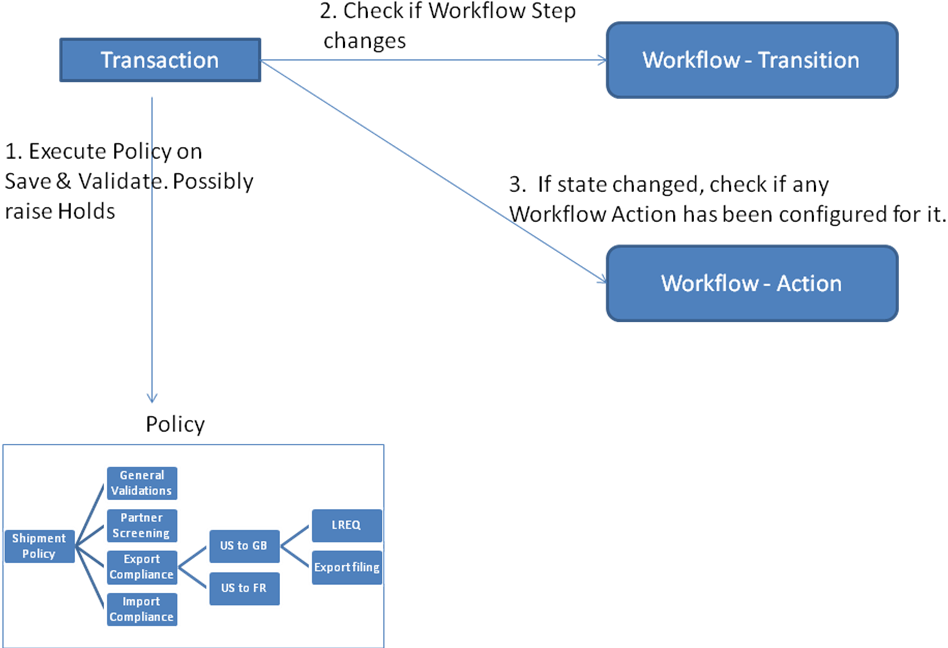 2. Check if Workflow Step
changes
Transaction
Workflow - Transition
1. Execute Policy on
Save & Validate. Possibly
raise Holds
3. If state changed, check if any
Workflow Action has been configured for it.
Workflow - Action
Policy
General
Validations
Partner
Screening
Shipment
Policy
Export
Compliance
Import
Compliance
US to GB
US to FR
LREQ
Export filing